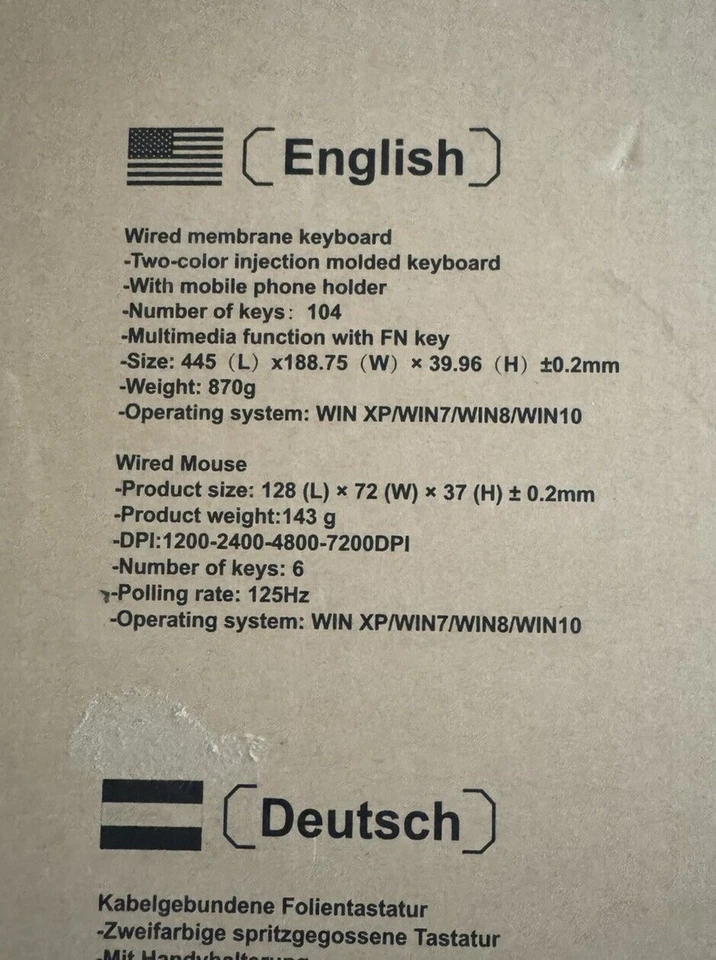 [English]
Wired membrane keyboard
-Two-color injection molded keyboard
-With mobile phone holder
-Number of keys：104
-Multimedia function with FN key
-Size: 445（L）x188.75（W）× 39.96（H）±0.2mm
-Weight: 870g
-Operating system: WIN XP/WIN7/WIN8/WIN10
Wired Mouse
-Product size: 128 (L) × 72 (W) × 37 (H) ± 0.2mm
-Product weight:143 g
-DPI:1200-2400-4800-7200DPI
-Number of keys: 6
-Polling rate: 125Hz
-Operating system: WIN XP/WIN7/WIN8/WIN10
[Deutsch]
Kabelgebundene Folientastatur
-Zweifarbige spritzgegossene Tastatur
-Mit Handyhalterung